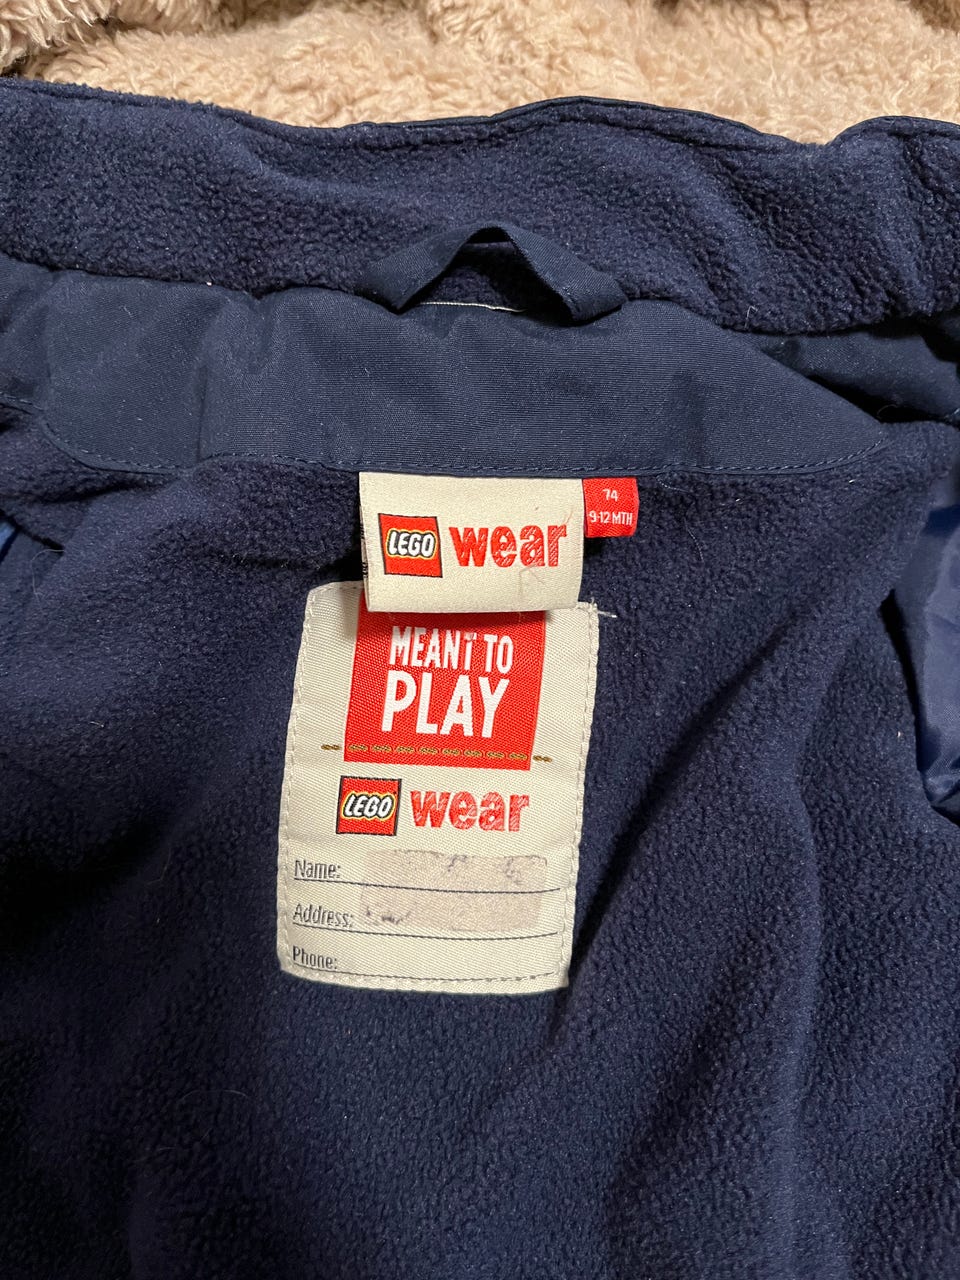 LEGO wear
74
9-12 MTH
MEANT TO
PLAY
LEGO wear
Name:
Address:
Phone: